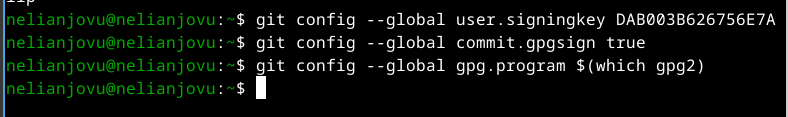 nelianjovu@nelianjovu:~$ git config --global user.signingkey DAB003B626756E7A
nelianjovu@nelianjovu:~$ git config --global commit.gpgsign true
nelianjovu@nelianjovu:~$ git config --global gpg.program $(which gpg2)
nelianjovu@nelianjovu:~$